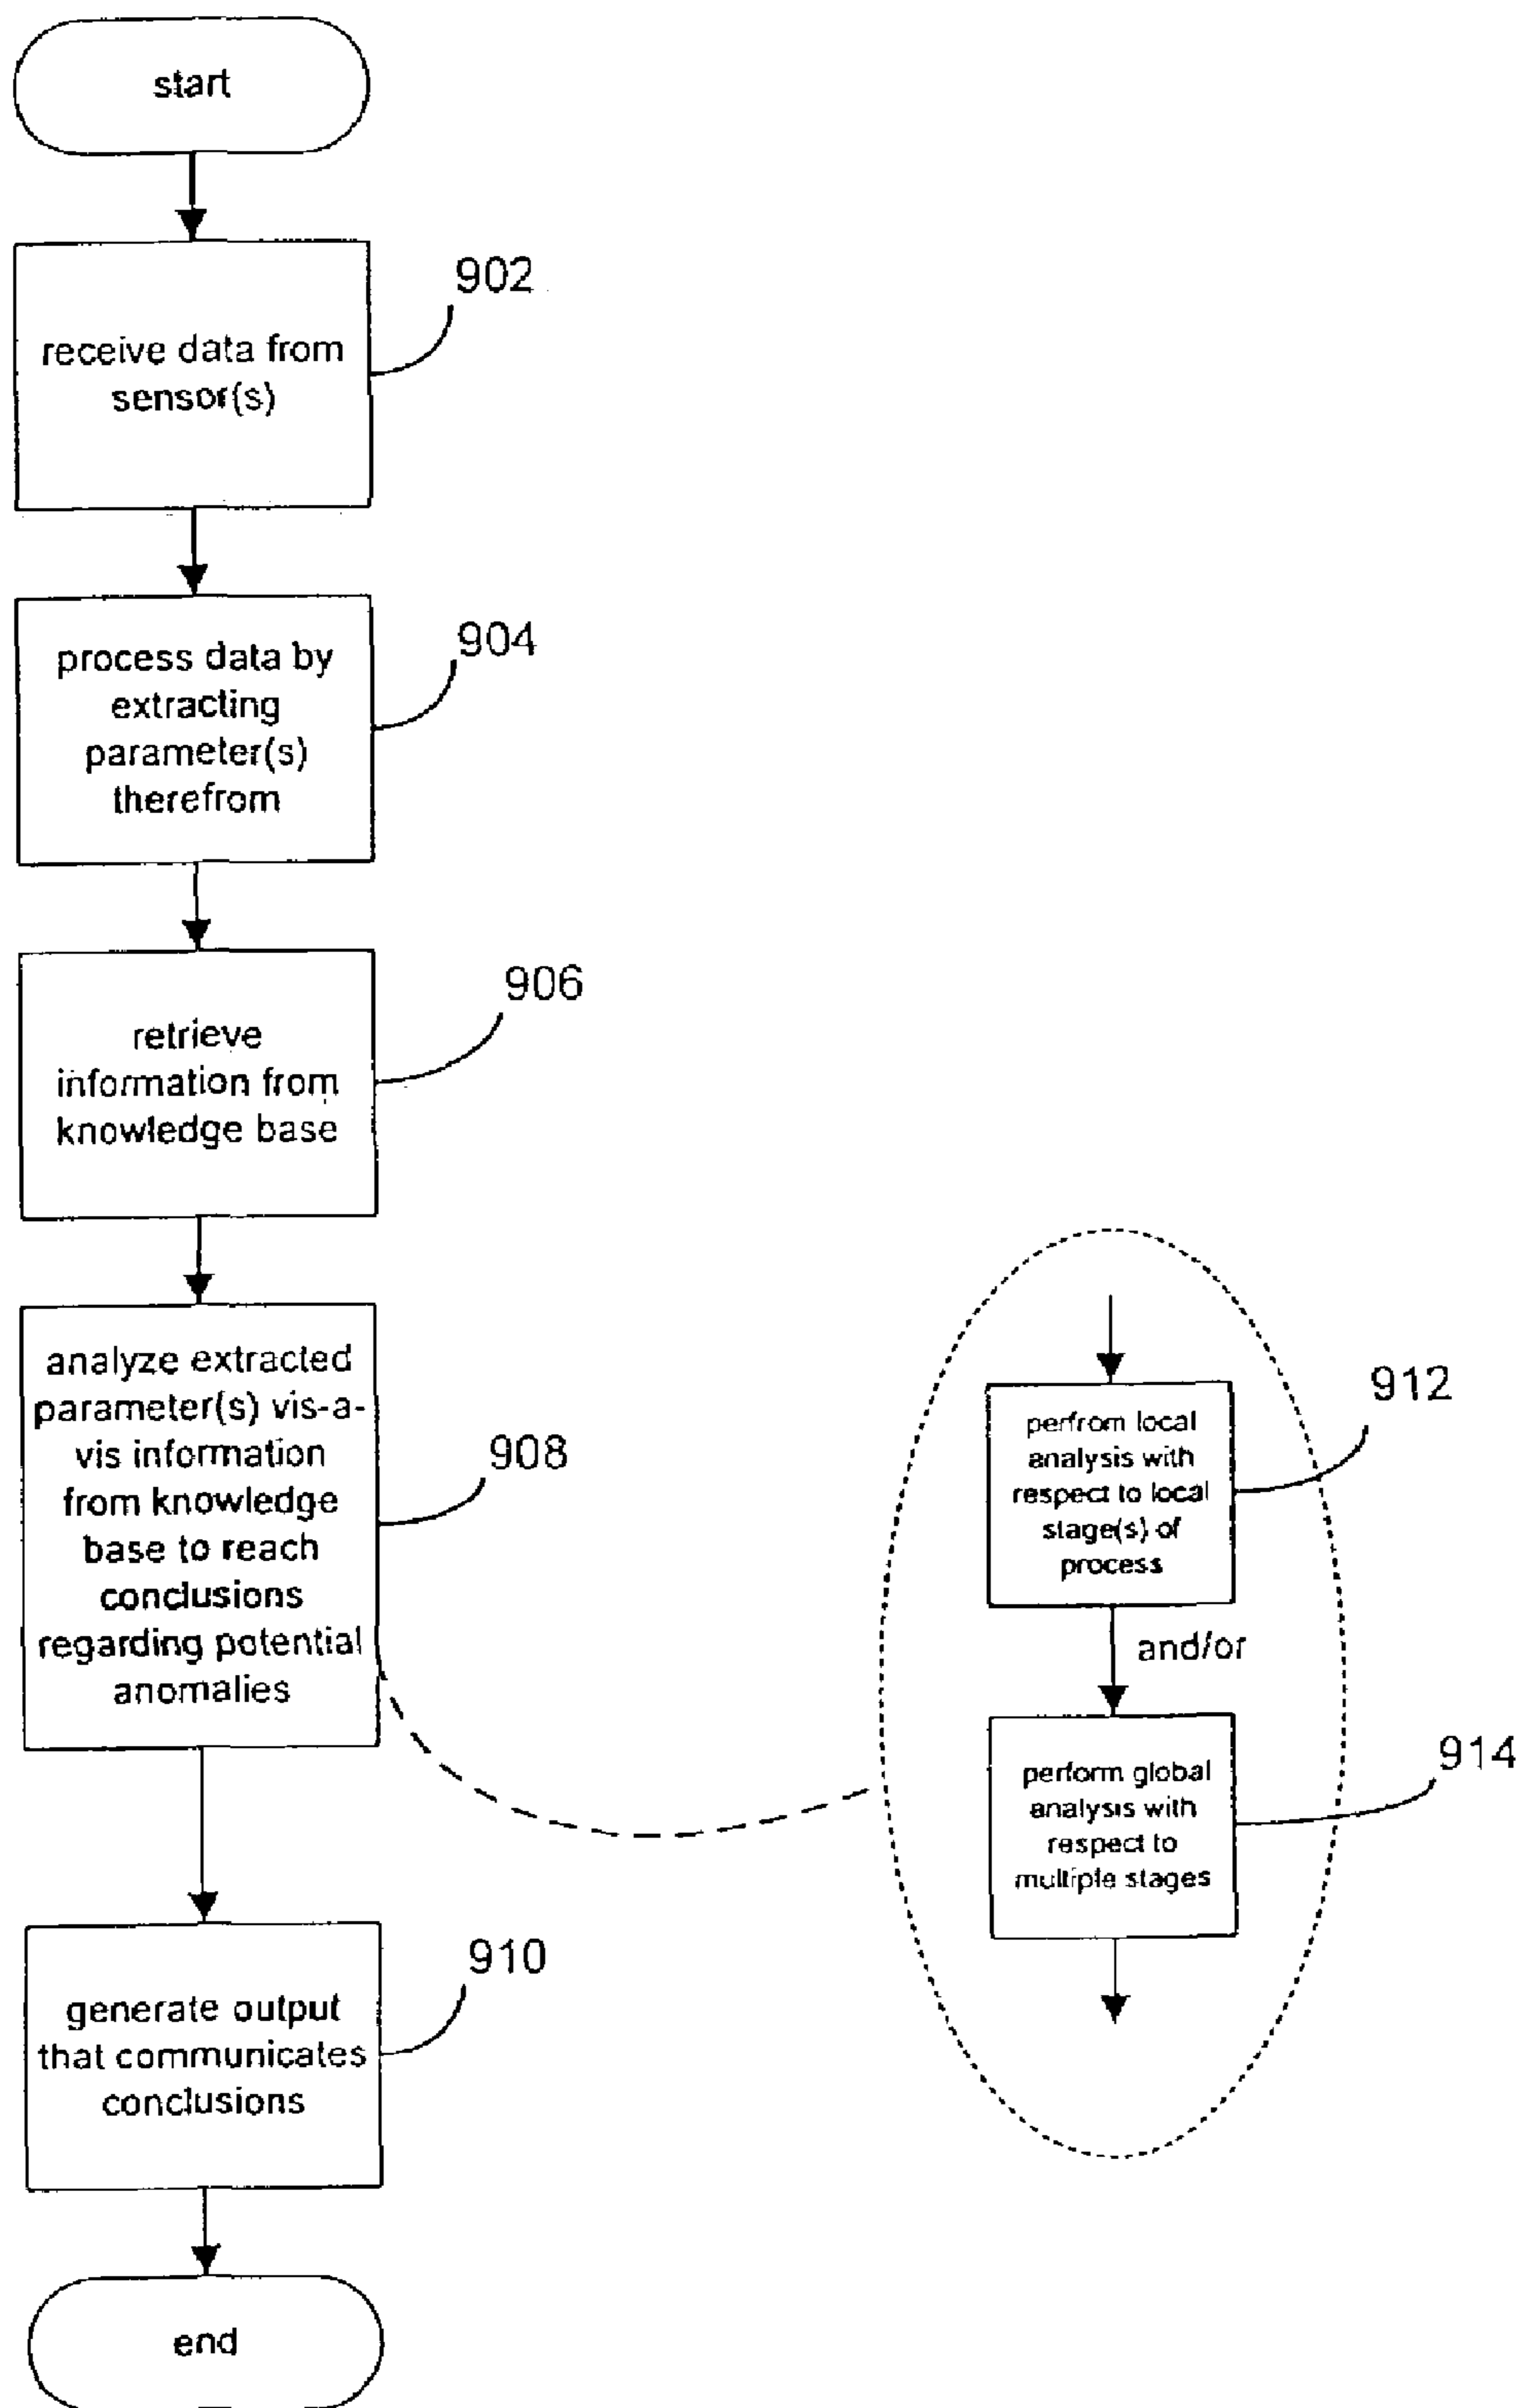 start
902
receive data from
sensor(s)
904
process data by
extracting
parameter(s)
therefrom
906
retrieve
information from
knowledge base
908
analyze extracted
parameter(s) vis-a-
vis information
from knowledge
base to reach
conclusions
regarding potential
anomalies
912
perfrom local
analysis with
respect to local
stage(s) of
process
and/or
914
perform global
analysis with
respect to
multiple stages
910
generate output
that communicates
conclusions
end